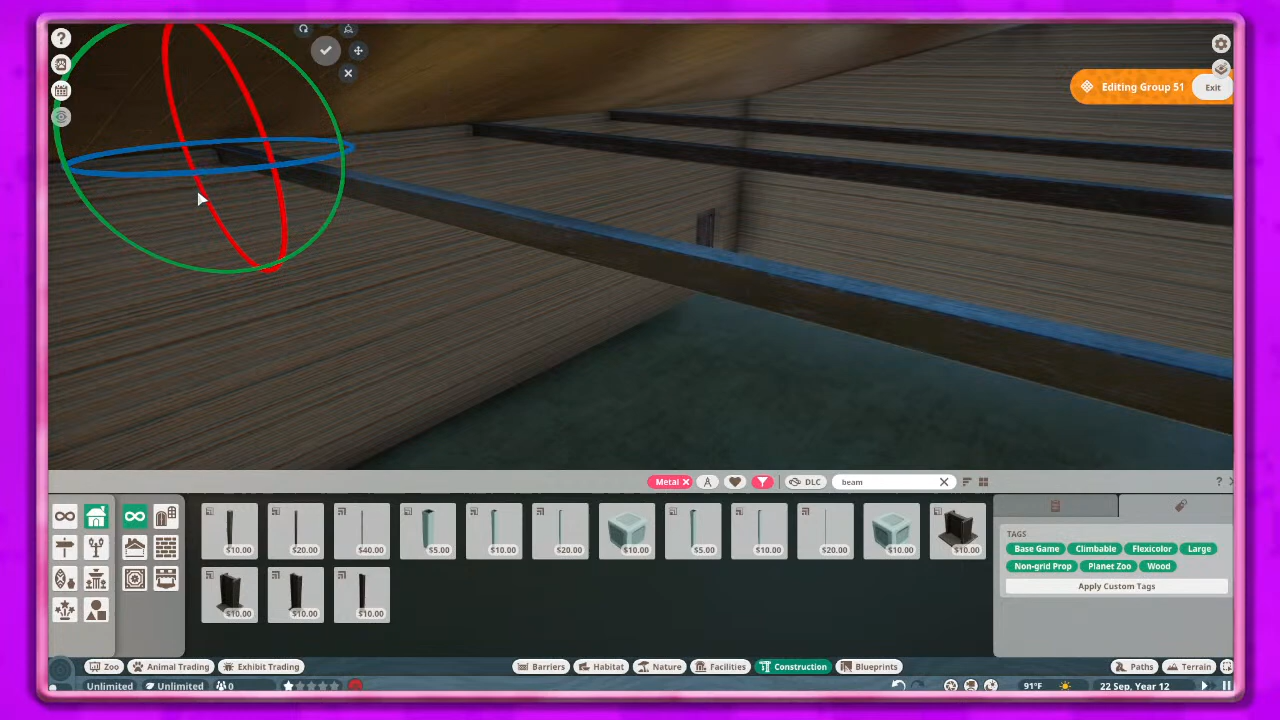 Editing Group 51 Exit
Metal DLC beam
$10.00 $20.00 $40.00 $5.00 $10.00 $20.00 $10.00 $5.00 $10.00 $20.00 $10.00 $10.00
$10.00 $10.00 $10.00
TAGS
Base Game Climbable Flexicolor Large
Non-grid Prop Planet Zoo Wood
Apply Custom Tags
Zoo Animal Trading Exhibit Trading Barriers Habitat Nature Facilities Construction Blueprints Paths Terrain
Unlimited Unlimited 0 91°F 22 Sep, Year 12